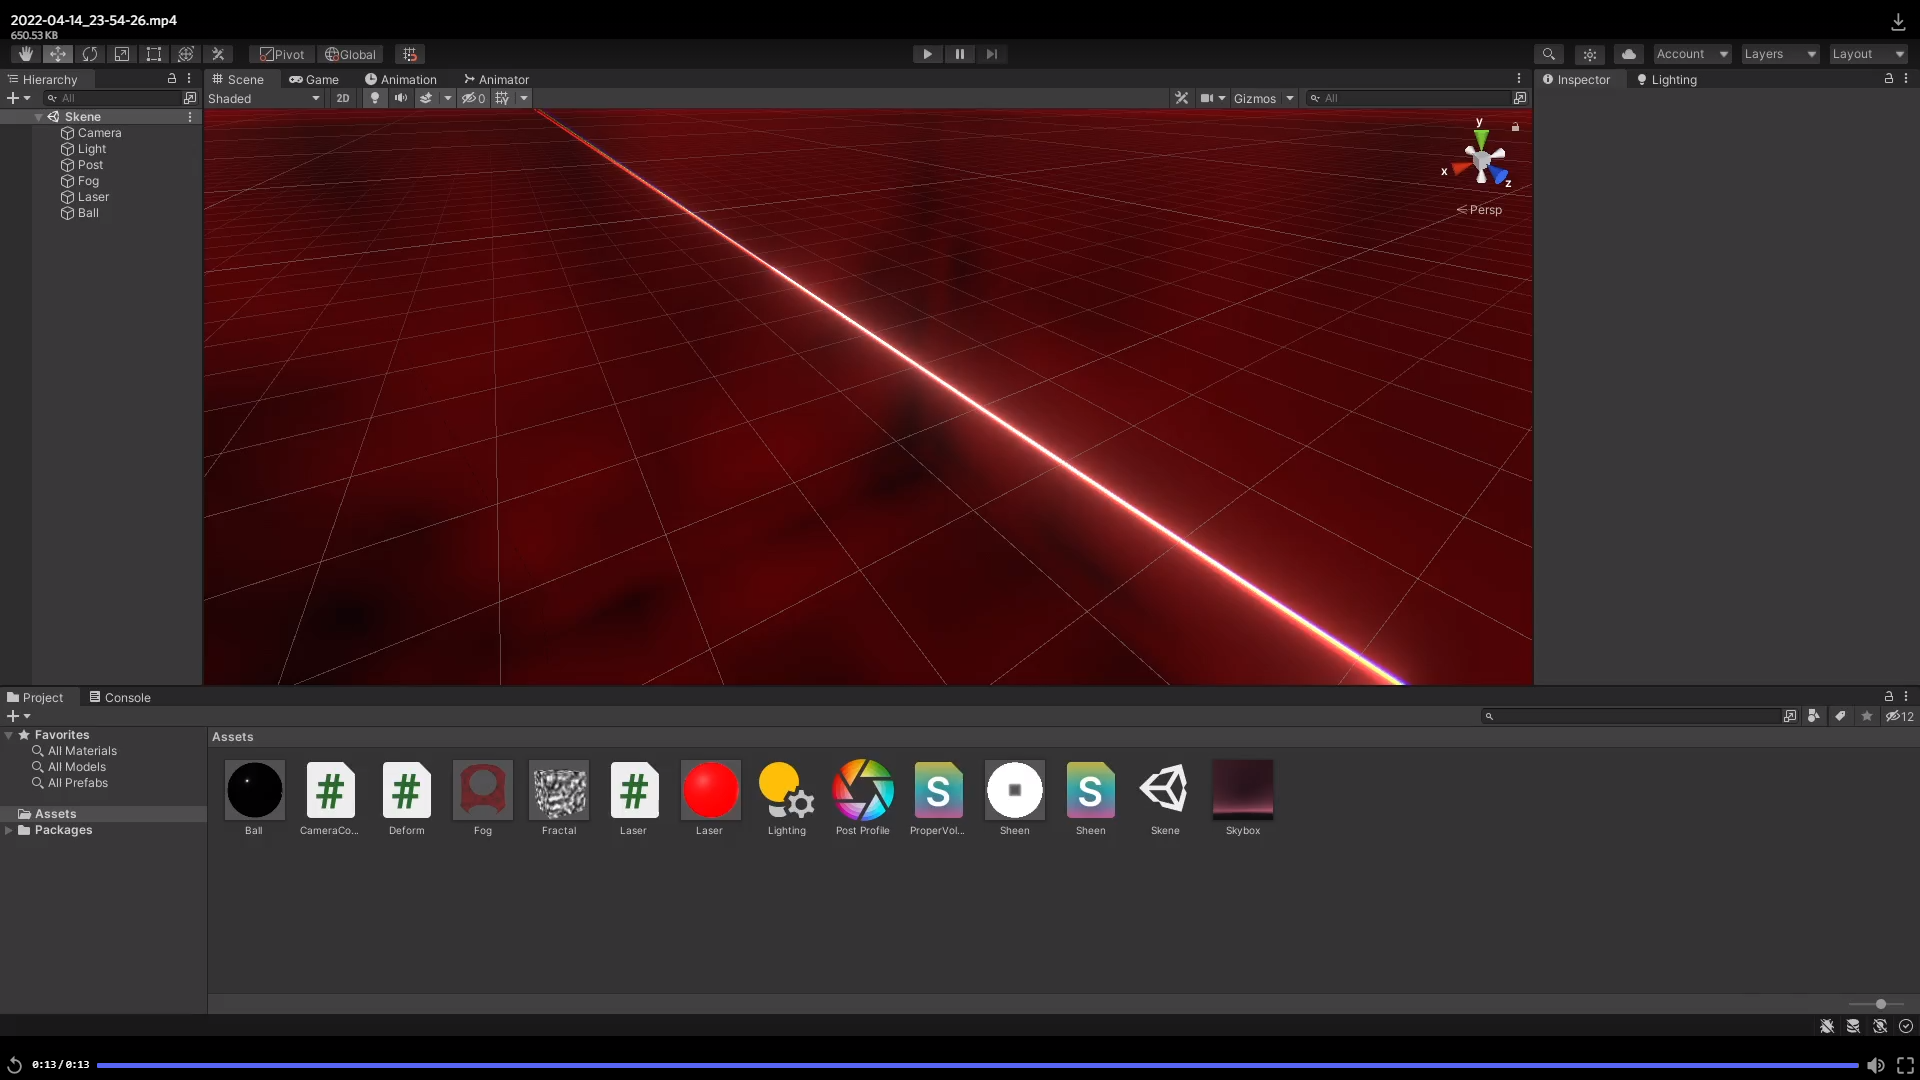 2022-04-14_23-54-26.mp4
650.53 KB
Pivot Global Account Layers Layout
Hierarchy Scene Game Animation Animator Inspector Lighting
All Shaded 2D 0 Gizmos All
Skene
Camera
Light
Post
Fog
Laser
Ball
y
x
z
Persp
Project Console
12
Favorites
All Materials
All Models
All Prefabs
Assets
Packages
Assets
# # # S S
Ball CameraCo... Deform Fog Fractal Laser Laser Lighting Post Profile ProperVol... Sheen Sheen Skene Skybox
0:13/0:13